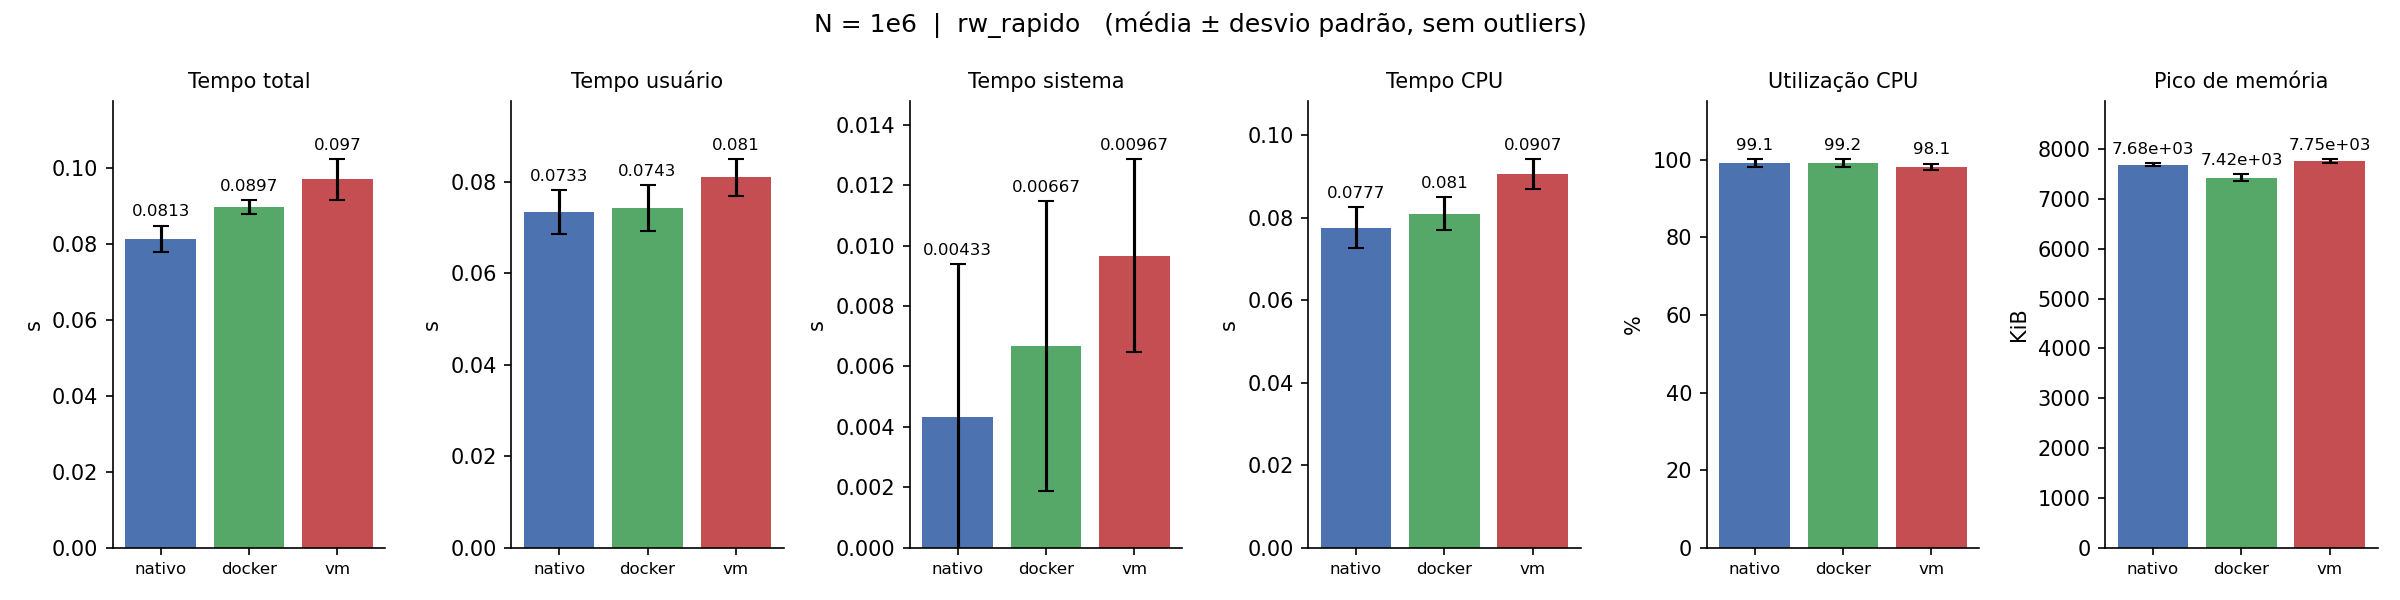 N = 1e6 | rw_rapido (média ± desvio padrão, sem outliers)
Tempo total
s
0.10
0.08
0.06
0.04
0.02
0.00
0.0813
0.0897
0.097
nativo docker vm
Tempo usuário
s
0.08
0.06
0.04
0.02
0.00
0.0733
0.0743
0.081
nativo docker vm
Tempo sistema
s
0.014
0.012
0.010
0.008
0.006
0.004
0.002
0.000
0.00433
0.00667
0.00967
nativo docker vm
Tempo CPU
s
0.10
0.08
0.06
0.04
0.02
0.00
0.0777
0.081
0.0907
nativo docker vm
Utilização CPU
%
100
80
60
40
20
0
99.1
99.2
98.1
nativo docker vm
Pico de memória
KiB
8000
7000
6000
5000
4000
3000
2000
1000
0
7.68e+03
7.42e+03
7.75e+03
nativo docker vm